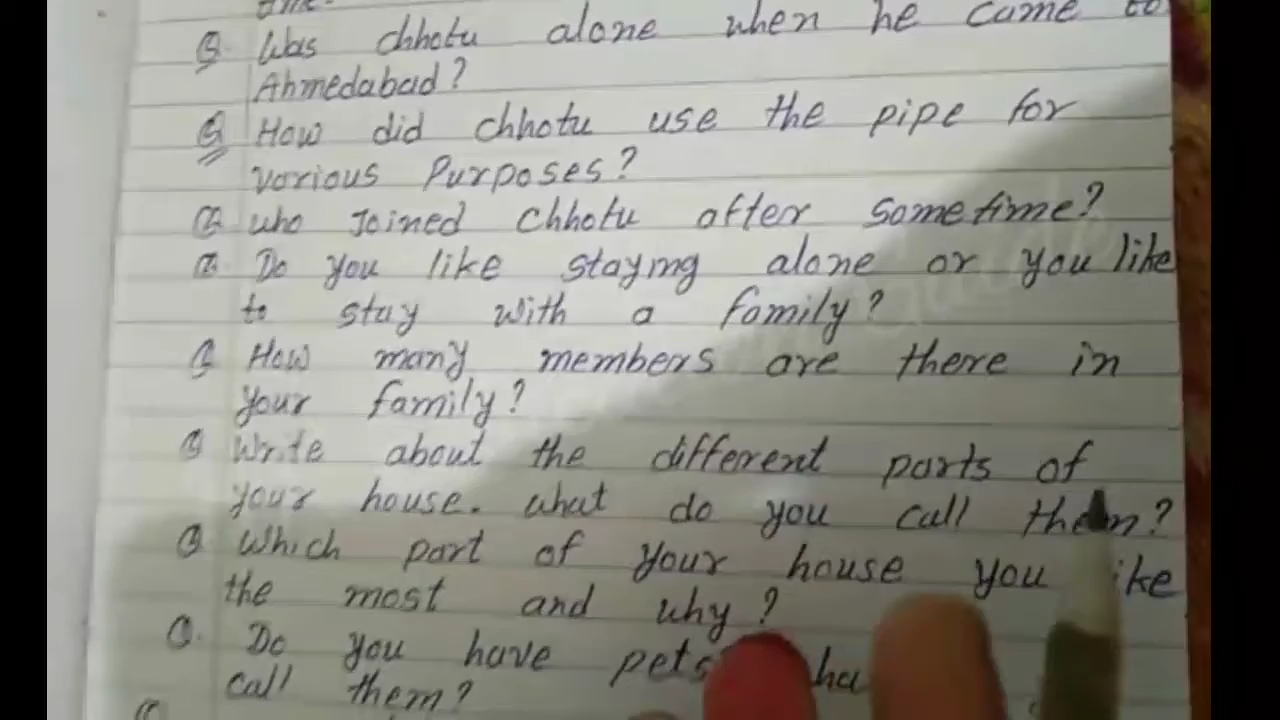 time.
Q. Was chhotu alone when he came to
Ahmedabad?
Q How did chhotu use the pipe for
various Purposes?
Q. who Joined Chhotu after sometime?
Q. Do you like staying alone or you like
to stay with a family?
Q How many members are there in
your family?
Q Write about the different parts of
your house. what do you call them?
Q Which part of your house you like
the most and why?
Q. Do you have pets
call them?